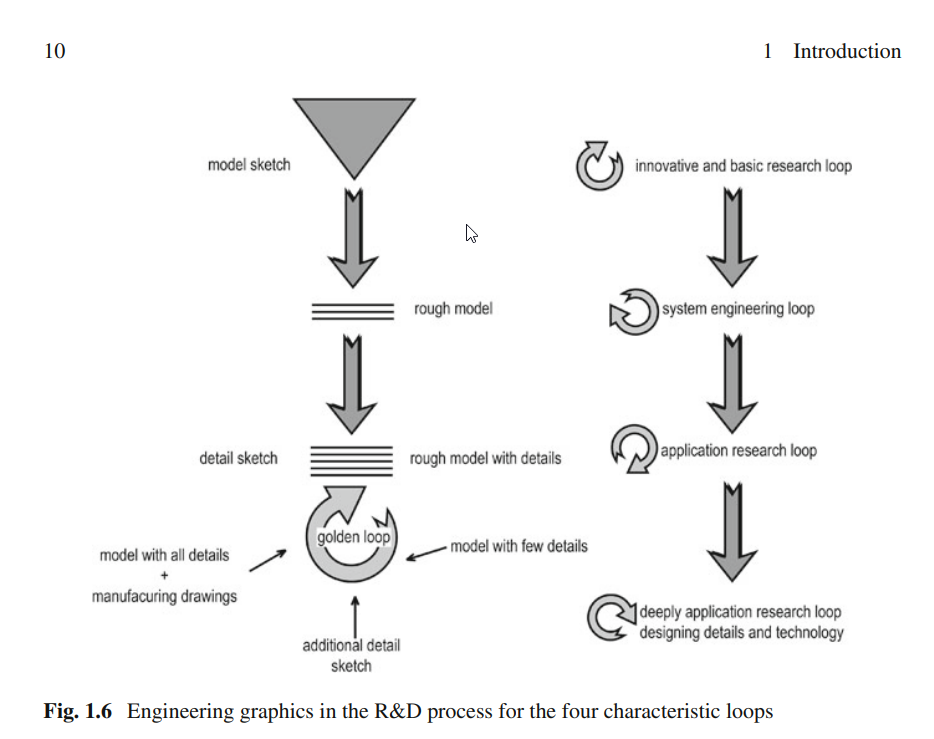 10
1 Introduction
model sketch
innovative and basic research loop
rough model
system engineering loop
detail sketch
rough model with details
application research loop
golden loop
model with all details
+
manufacuring drawings
model with few details
additional detail
sketch
deeply application research loop
designing details and technology
Fig. 1.6 Engineering graphics in the R&D process for the four characteristic loops